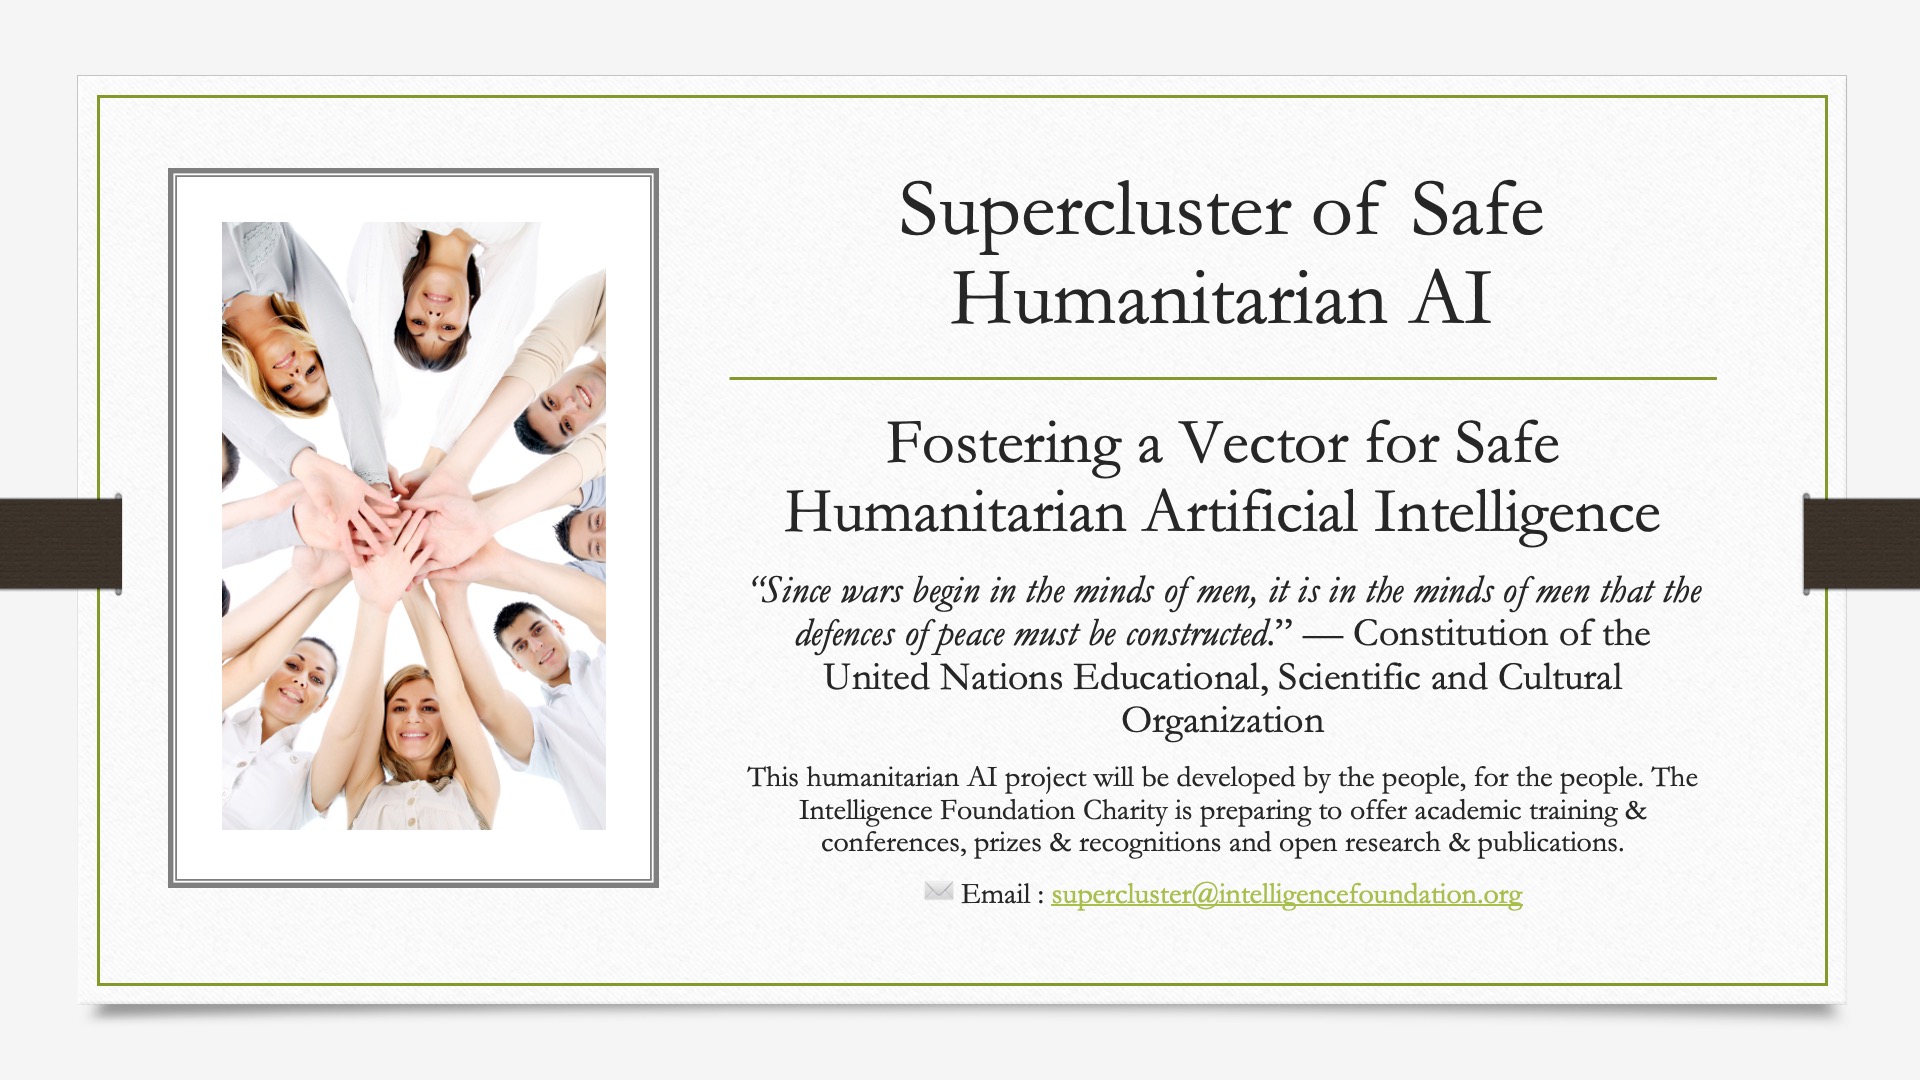 Supercluster of Safe
Humanitarian AI
Fostering a Vector for Safe
Humanitarian Artificial Intelligence
“Since wars begin in the minds of men, it is in the minds of men that the
defences of peace must be constructed.” — Constitution of the
United Nations Educational, Scientific and Cultural
Organization
This humanitarian AI project will be developed by the people, for the people. The
Intelligence Foundation Charity is preparing to offer academic training &
conferences, prizes & recognitions and open research & publications.
Email : supercluster@intelligencefoundation.org